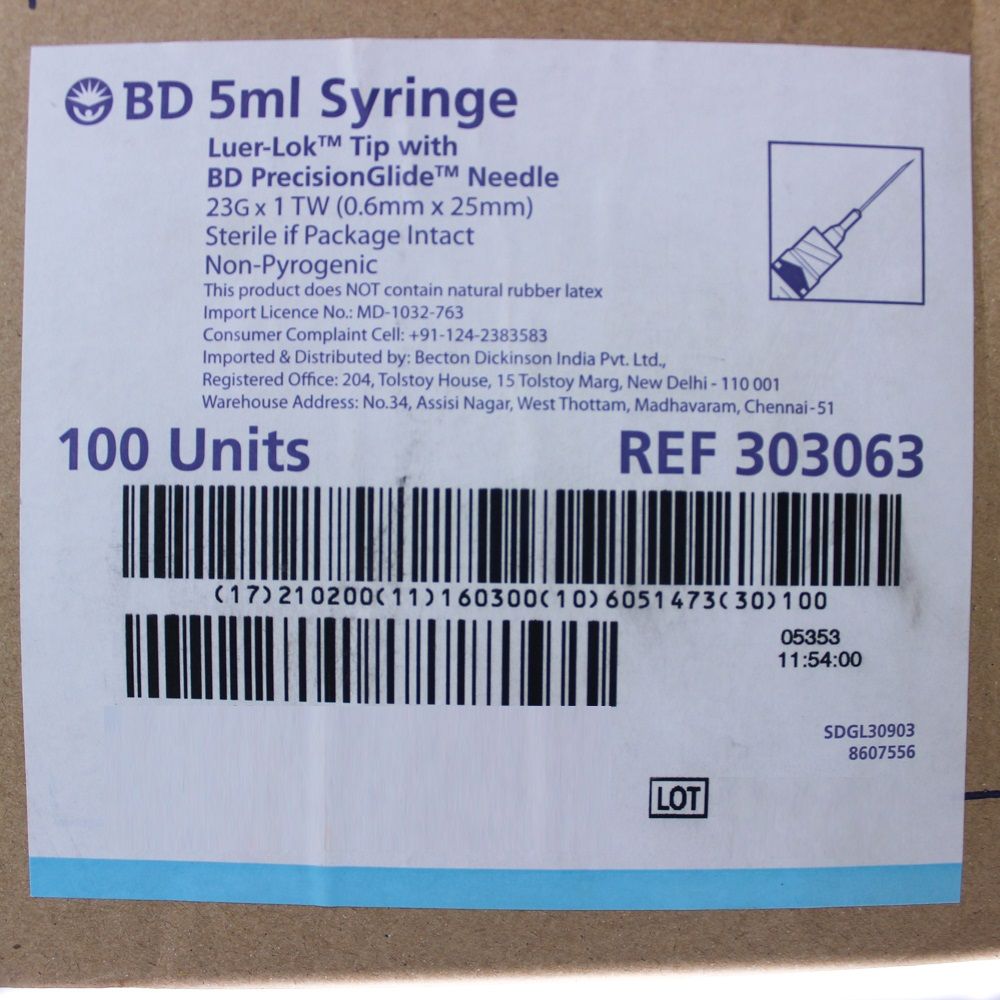 BD 5ml Syringe
Luer-Lok™ Tip with
BD PrecisionGlide™ Needle
23G x 1 TW (0.6mm x 25mm)
Sterile if Package Intact
Non-Pyrogenic
This product does NOT contain natural rubber latex
Import Licence No.: MD-1032-763
Consumer Complaint Cell: +91-124-2383583
Imported & Distributed by: Becton Dickinson India Pvt. Ltd.,
Registered Office: 204, Tolstoy House, 15 Tolstoy Marg, New Delhi - 110 001
Warehouse Address: No.34, Assisi Nagar, West Thottam, Madhavaram, Chennai-51
100 Units REF 303063
(17)210200(11)160300(10)6051473(30)100
05353
11:54:00
SDGL30903
8607556
LOT